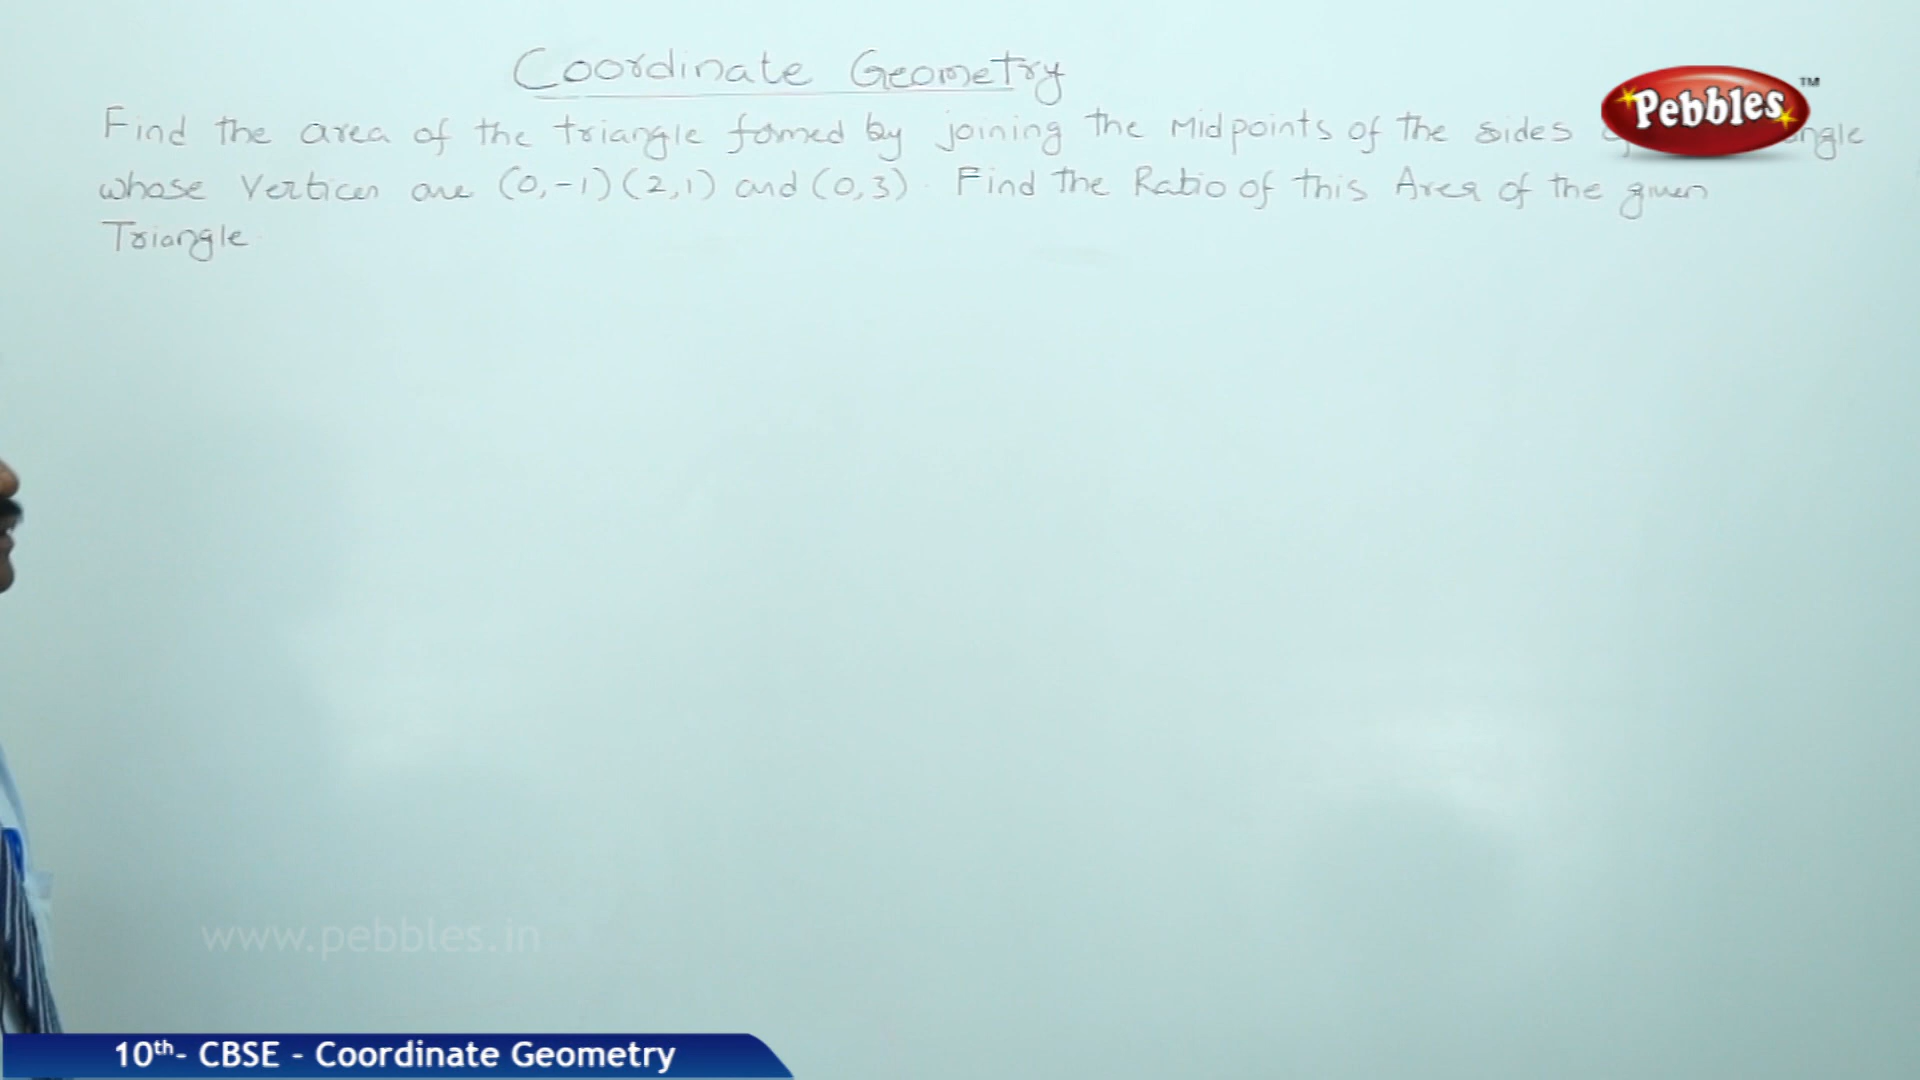 Coordinate Geometry
Pebbles™
Find the area of the triangle formed by joining the Midpoints of the sides
whose Vertices are (0,-1) (2,1) and (0,3). Find the Ratio of this Area of the given
Triangle.
www.pebbles.in
10th- CBSE - Coordinate Geometry